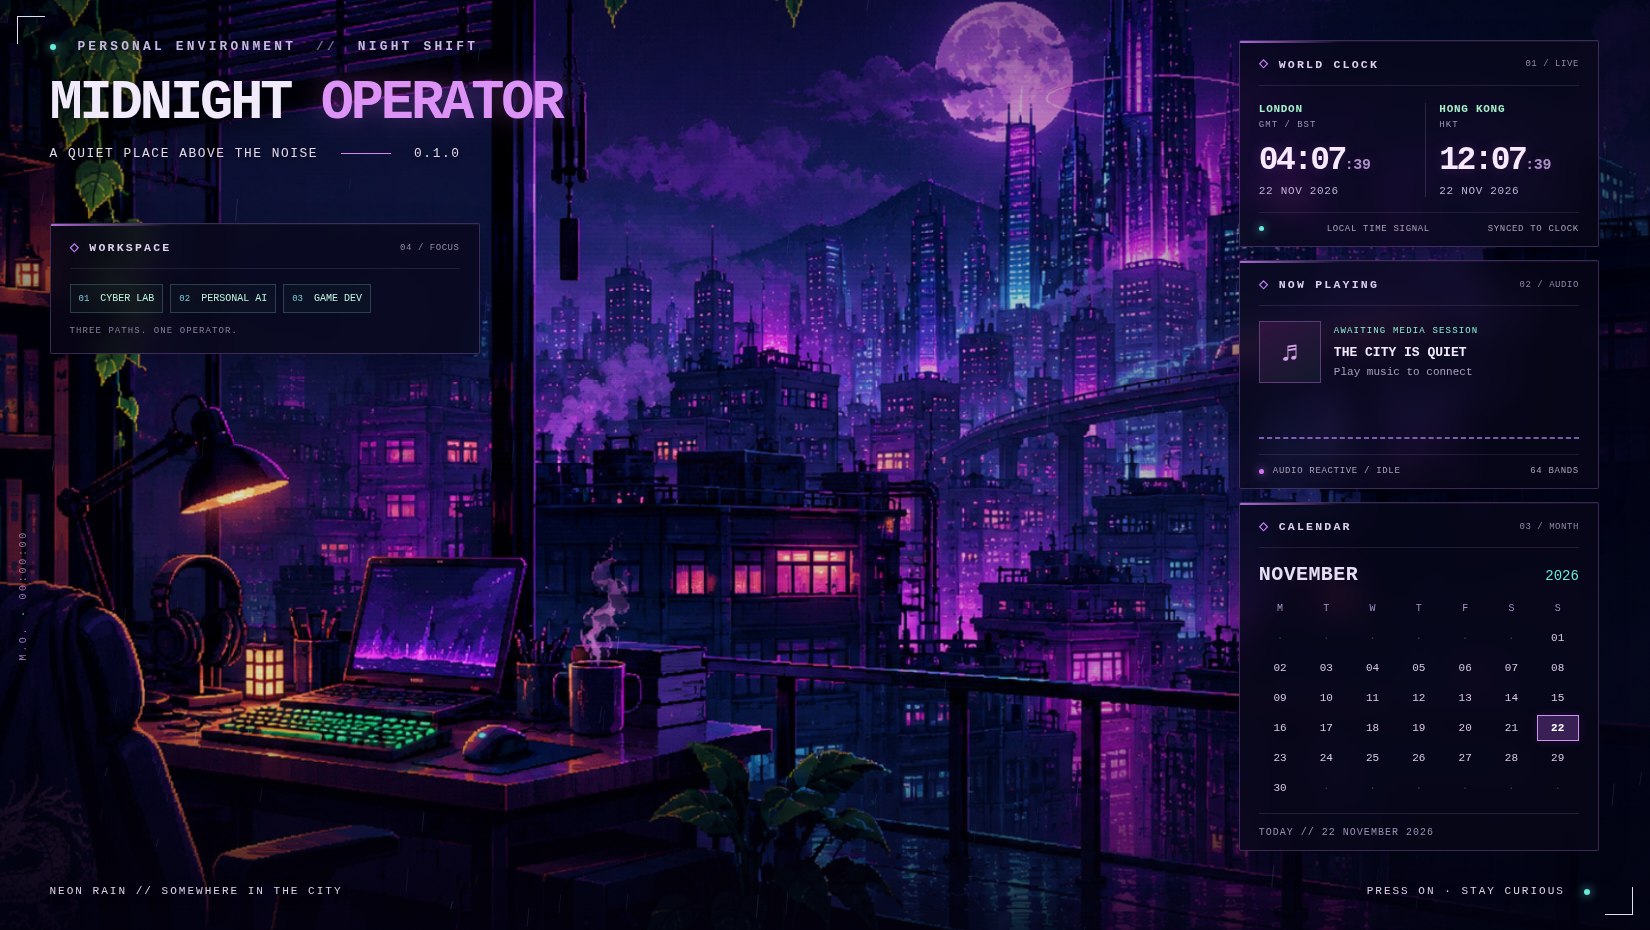 PERSONAL ENVIRONMENT // NIGHT SHIFT
MIDNIGHT OPERATOR
A QUIET PLACE ABOVE THE NOISE 0.1.0
WORKSPACE 04 / FOCUS
01 CYBER LAB 02 PERSONAL AI 03 GAME DEV
THREE PATHS. ONE OPERATOR.
M.O. · 00:00:00
NEON RAIN // SOMEWHERE IN THE CITY
WORLD CLOCK 01 / LIVE
LONDON HONG KONG
GMT / BST HKT
04:07:39 12:07:39
22 NOV 2026 22 NOV 2026
LOCAL TIME SIGNAL SYNCED TO CLOCK
NOW PLAYING 02 / AUDIO
AWAITING MEDIA SESSION
THE CITY IS QUIET
Play music to connect
AUDIO REACTIVE / IDLE 64 BANDS
CALENDAR 03 / MONTH
NOVEMBER 2026
M T W T F S S
· · · · · · 01
02 03 04 05 06 07 08
09 10 11 12 13 14 15
16 17 18 19 20 21 22
23 24 25 26 27 28 29
30 · · · · · ·
TODAY // 22 NOVEMBER 2026
PRESS ON · STAY CURIOUS